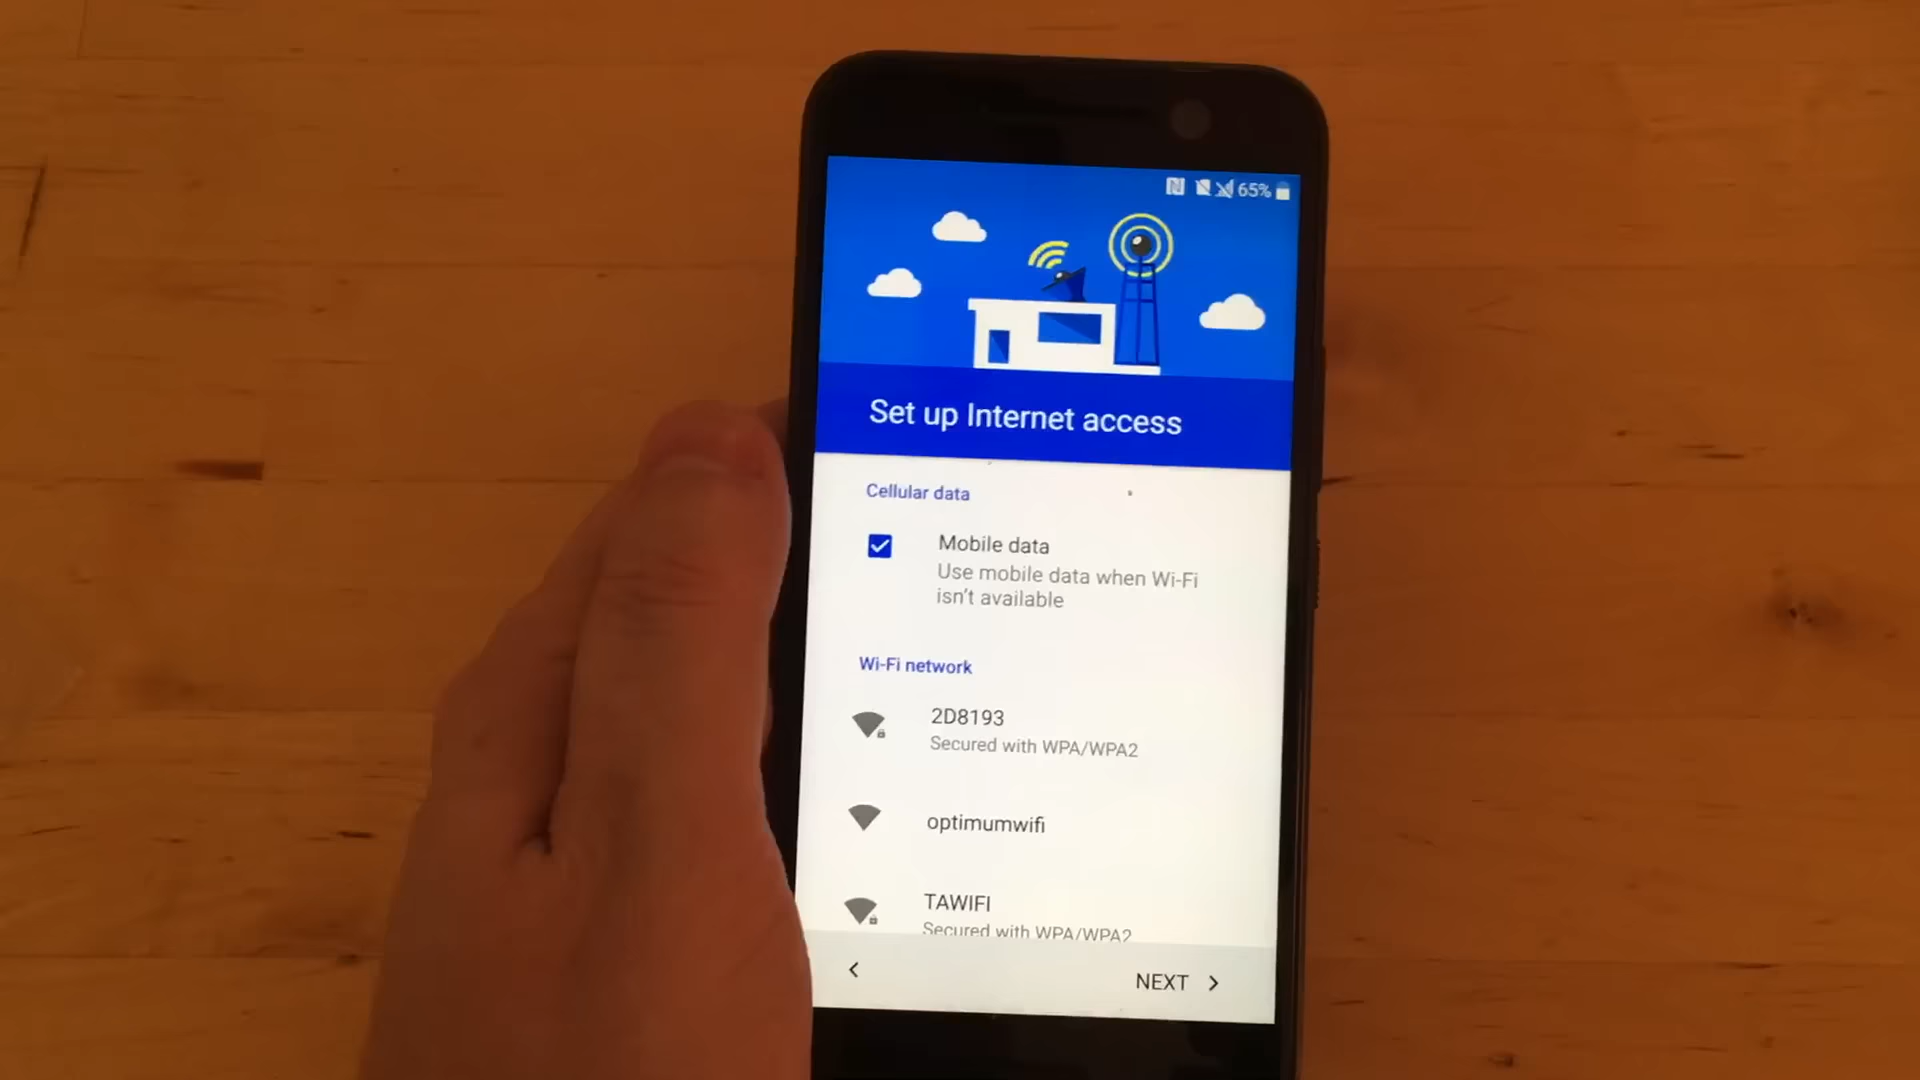 65%
Set up Internet access
Cellular data
Mobile data
Use mobile data when Wi-Fi
isn't available
Wi-Fi network
2D8193
Secured with WPA/WPA2
optimumwifi
TAWIFI
Secured with WPA/WPA2
NEXT